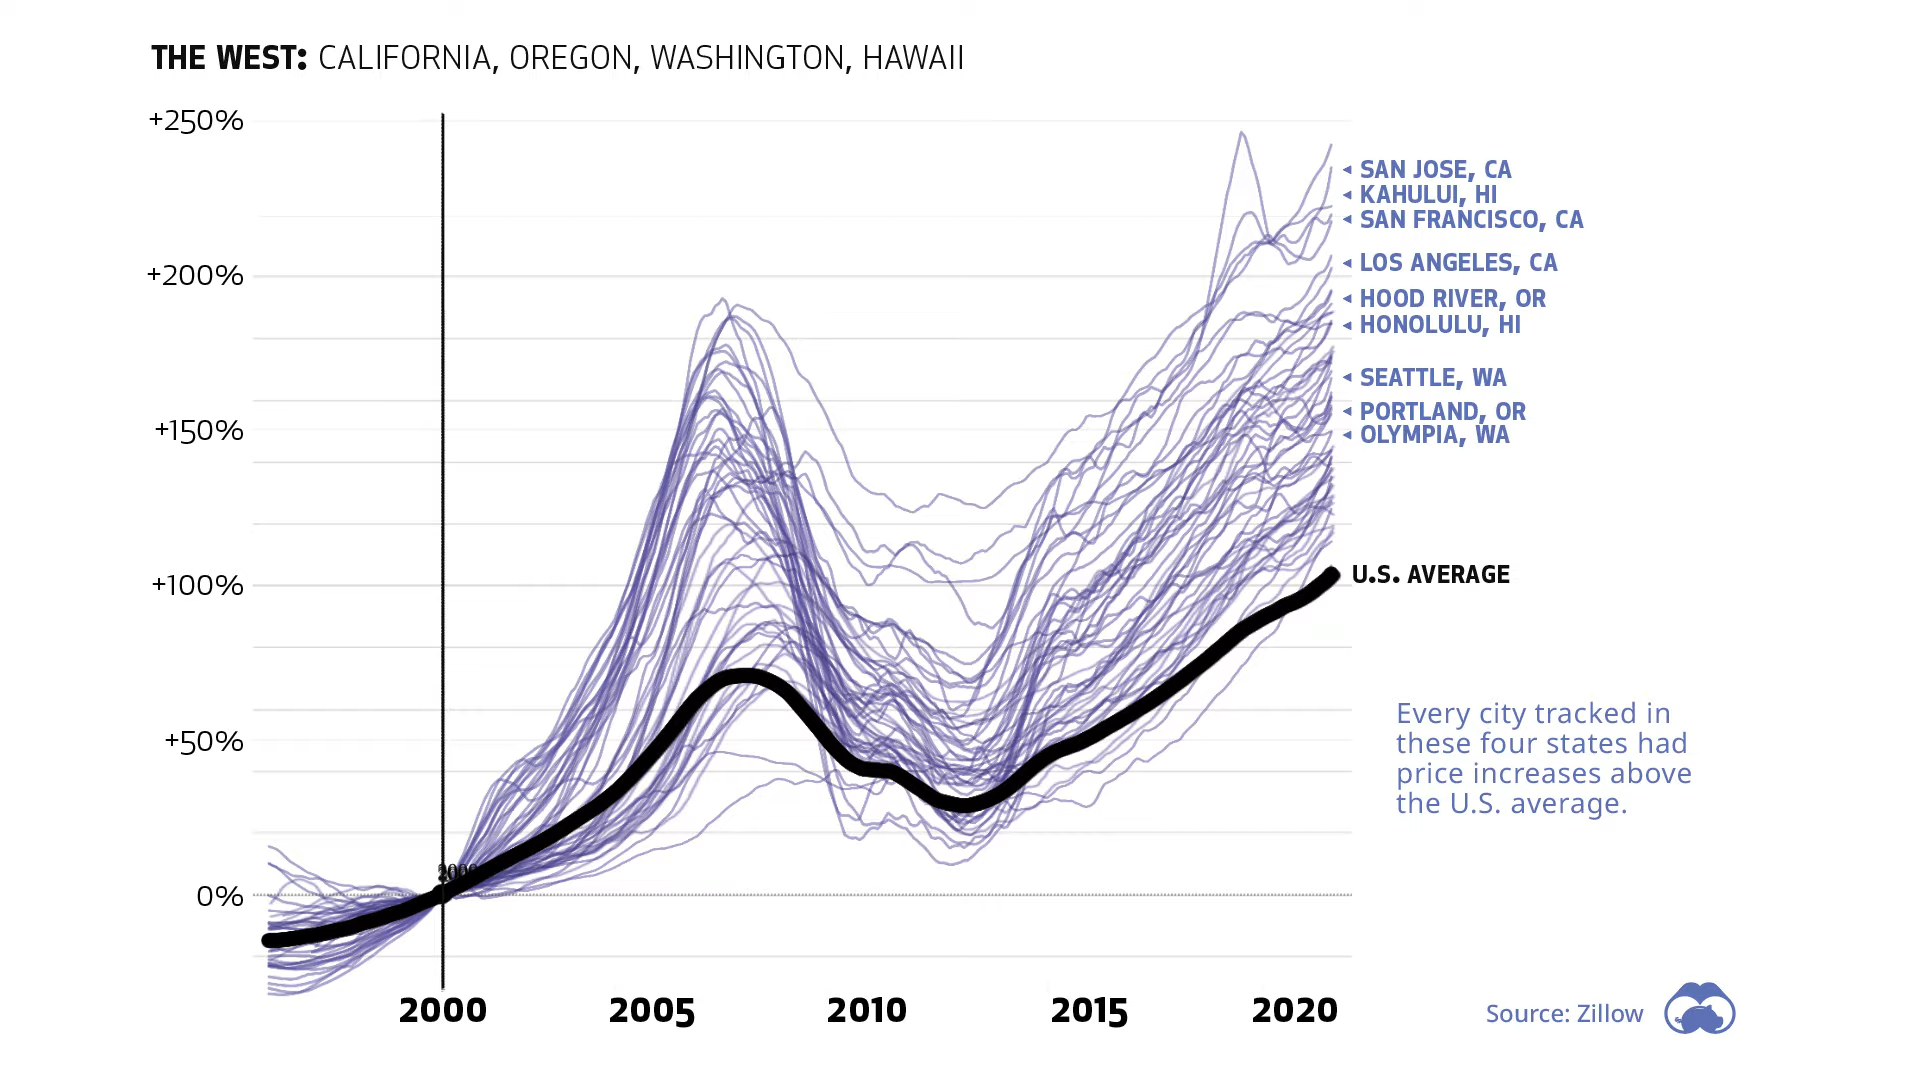 THE WEST: CALIFORNIA, OREGON, WASHINGTON, HAWAII
+250%
+200%
+150%
+100%
+50%
0%
SAN JOSE, CA
KAHULUI, HI
SAN FRANCISCO, CA
LOS ANGELES, CA
HOOD RIVER, OR
HONOLULU, HI
SEATTLE, WA
PORTLAND, OR
OLYMPIA, WA
U.S. AVERAGE
Every city tracked in
these four states had
price increases above
the U.S. average.
2000
2000 2005 2010 2015 2020
Source: Zillow